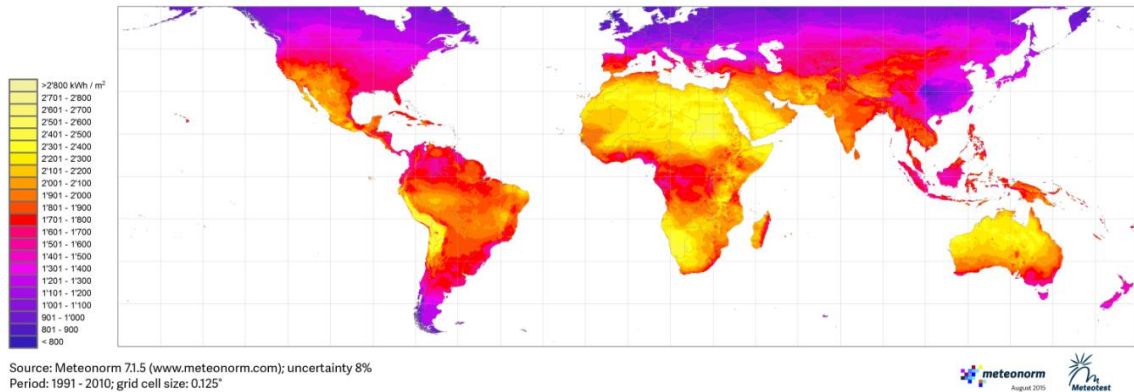 >2'800 kWh / m²
2'701 - 2'800
2'601 - 2'700
2'501 - 2'600
2'401 - 2'500
2'301 - 2'400
2'201 - 2'300
2'101 - 2'200
2'001 - 2'100
1'901 - 2'000
1'801 - 1'900
1'701 - 1'800
1'601 - 1'700
1'501 - 1'600
1'401 - 1'500
1'301 - 1'400
1'201 - 1'300
1'101 - 1'200
1'001 - 1'100
901 - 1'000
801 - 900
< 800
Source: Meteonorm 7.1.5 (www.meteonorm.com); uncertainty 8%
Period: 1991 - 2010; grid cell size: 0.125°
meteonorm
August 2015
Meteotest